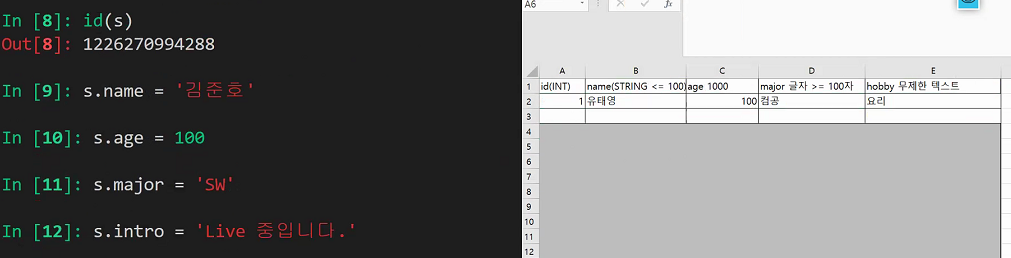 In [8]: id(s)
Out[8]: 1226270994288
In [9]: s.name = '김준호'
In [10]: s.age = 100
In [11]: s.major = 'SW'
In [12]: s.intro = 'Live 중입니다.'
A6
fx
A B C D E
1 id(INT) name(STRING <= 100) age 1000 major 글자 >= 100자 hobby 무제한 텍스트
2 1 유태영 100 컴공 요리
3
4
5
6
7
8
9
10
11
12